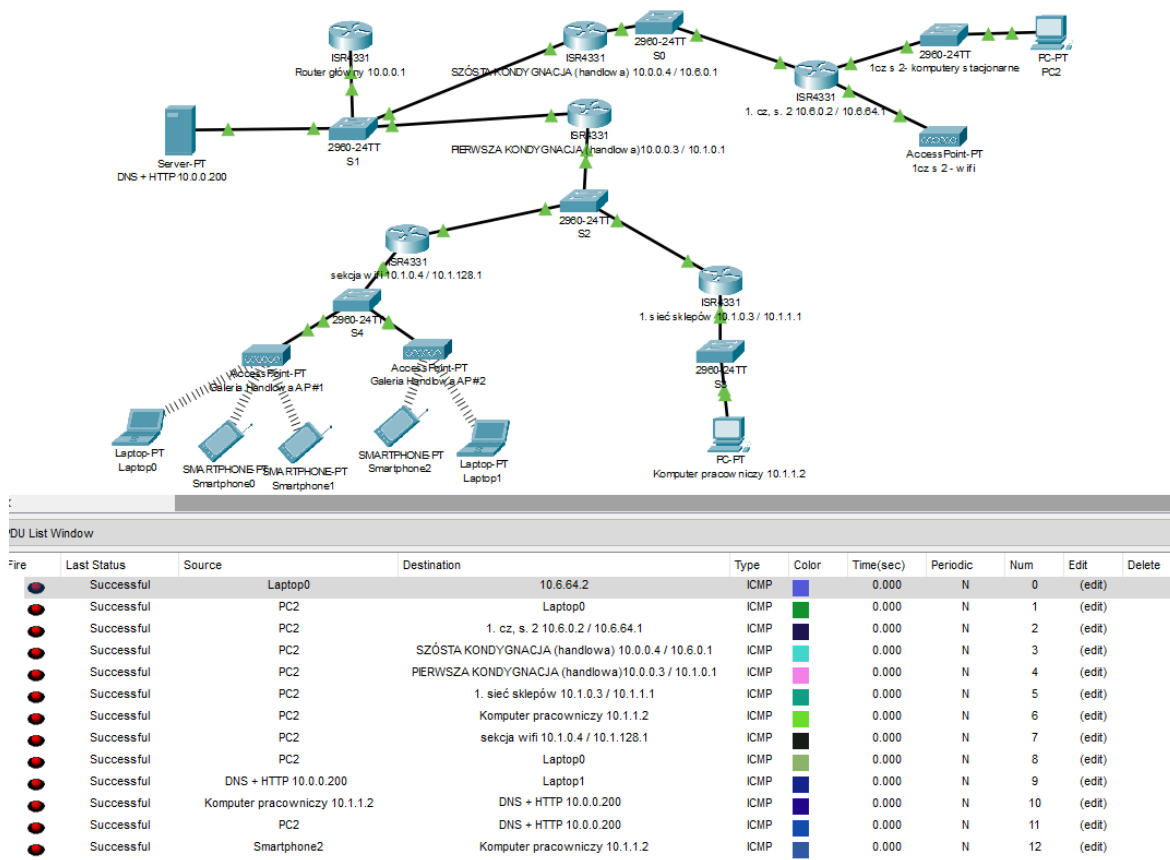 ISR4331
Router główny 10.0.0.1
ISR4331
SZÓSTA KONDYGNACJA (handlowa) 10.0.0.4 / 10.6.0.1
2960-24TT
S0
2960-24TT
1cz s 2- komputery stacjonarne
PC-PT
PC2
ISR4331
1. cz, s. 2 10.6.0.2 / 10.6.64.1
AccessPoint-PT
1cz s 2 - wifi
Server-PT
DNS + HTTP 10.0.0.200
2960-24TT
S1
ISR4331
PIERWSZA KONDYGNACJA (handlowa)10.0.0.3 / 10.1.0.1
2960-24TT
S2
ISR4331
sekcja wifi 10.1.0.4 / 10.1.128.1
ISR4331
1. sieć sklepów 10.1.0.3 / 10.1.1.1
2960-24TT
S4
2960-24TT
S3
AccessPoint-PT
Galeria Handlowa AP#1
AccessPoint-PT
Galeria Handlowa AP#2
Laptop-PT
Laptop0
SMARTPHONE-PT
Smartphone0
SMARTPHONE-PT
Smartphone1
SMARTPHONE-PT
Smartphone2
Laptop-PT
Laptop1
PC-PT
Komputer pracowniczy 10.1.1.2
PDU List Window
Fire Last Status Source Destination Type Color Time(sec) Periodic Num Edit Delete
Successful Laptop0 10.6.64.2 ICMP 0.000 N 0 (edit)
Successful PC2 Laptop0 ICMP 0.000 N 1 (edit)
Successful PC2 1. cz, s. 2 10.6.0.2 / 10.6.64.1 ICMP 0.000 N 2 (edit)
Successful PC2 SZÓSTA KONDYGNACJA (handlowa) 10.0.0.4 / 10.6.0.1 ICMP 0.000 N 3 (edit)
Successful PC2 PIERWSZA KONDYGNACJA (handlowa)10.0.0.3 / 10.1.0.1 ICMP 0.000 N 4 (edit)
Successful PC2 1. sieć sklepów 10.1.0.3 / 10.1.1.1 ICMP 0.000 N 5 (edit)
Successful PC2 Komputer pracowniczy 10.1.1.2 ICMP 0.000 N 6 (edit)
Successful PC2 sekcja wifi 10.1.0.4 / 10.1.128.1 ICMP 0.000 N 7 (edit)
Successful PC2 Laptop0 ICMP 0.000 N 8 (edit)
Successful DNS + HTTP 10.0.0.200 Laptop1 ICMP 0.000 N 9 (edit)
Successful Komputer pracowniczy 10.1.1.2 DNS + HTTP 10.0.0.200 ICMP 0.000 N 10 (edit)
Successful PC2 DNS + HTTP 10.0.0.200 ICMP 0.000 N 11 (edit)
Successful Smartphone2 Komputer pracowniczy 10.1.1.2 ICMP 0.000 N 12 (edit)